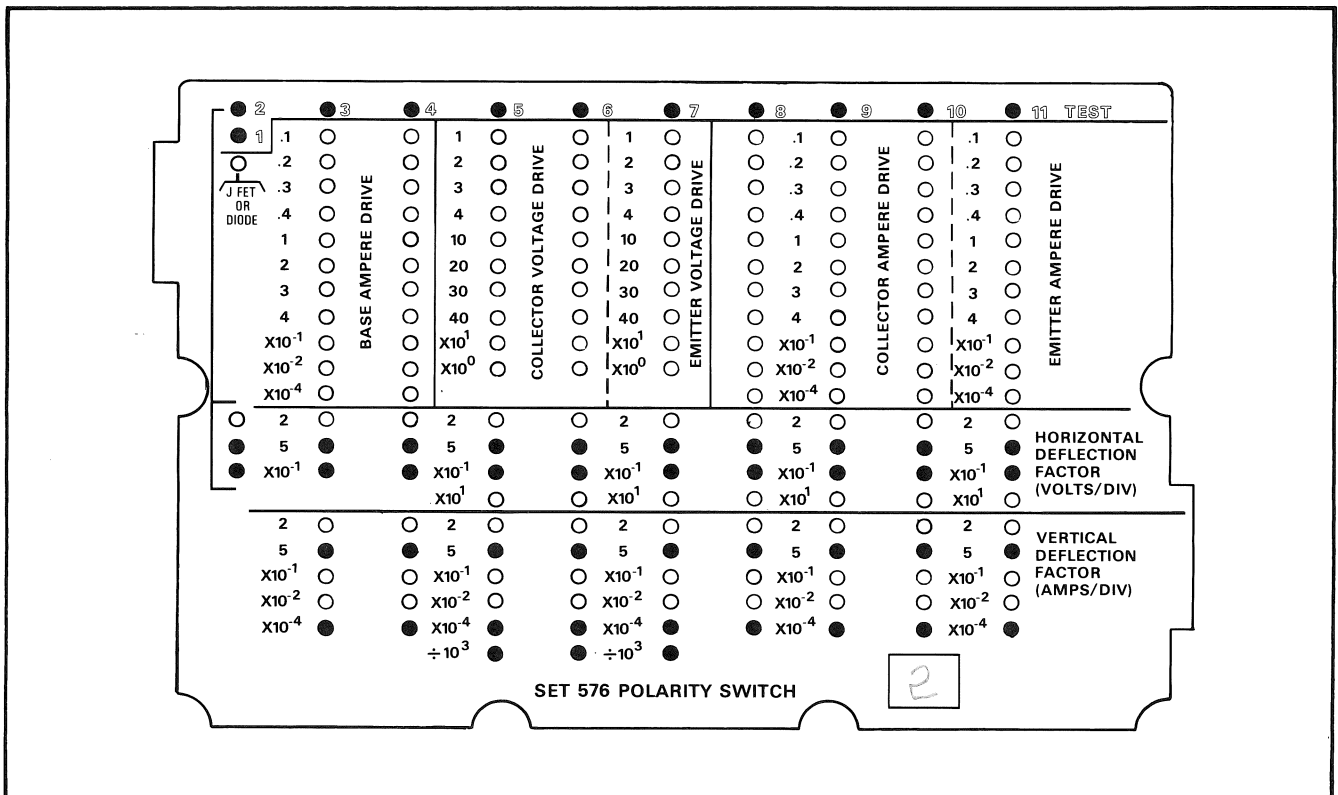 2 3 4 5 6 7 8 9 10 11 TEST
1 .1 1 1 .1 .1
.2 2 2 .2 .2
J FET .3 3 3 .3 .3
OR .4 4 4 .4 .4
DIODE
1 10 10 1 1
2 20 20 2 2
3 30 30 3 3
4 40 40 4 4
X10⁻¹ X10¹ X10¹ X10⁻¹ X10⁻¹
X10⁻² X10⁰ X10⁰ X10⁻² X10⁻²
X10⁻⁴ X10⁻⁴ X10⁻⁴
BASE AMPERE DRIVE
COLLECTOR VOLTAGE DRIVE
EMITTER VOLTAGE DRIVE
COLLECTOR AMPERE DRIVE
EMITTER AMPERE DRIVE
2 2 2 2 2
5 5 5 5 5
X10⁻¹ X10⁻¹ X10⁻¹ X10⁻¹ X10⁻¹
X10¹ X10¹ X10¹ X10¹
HORIZONTAL
DEFLECTION
FACTOR
(VOLTS/DIV)
2 2 2 2 2
5 5 5 5 5
X10⁻¹ X10⁻¹ X10⁻¹ X10⁻¹ X10⁻¹
X10⁻² X10⁻² X10⁻² X10⁻² X10⁻²
X10⁻⁴ X10⁻⁴ X10⁻⁴ X10⁻⁴ X10⁻⁴
÷10³ ÷10³
VERTICAL
DEFLECTION
FACTOR
(AMPS/DIV)
SET 576 POLARITY SWITCH
2